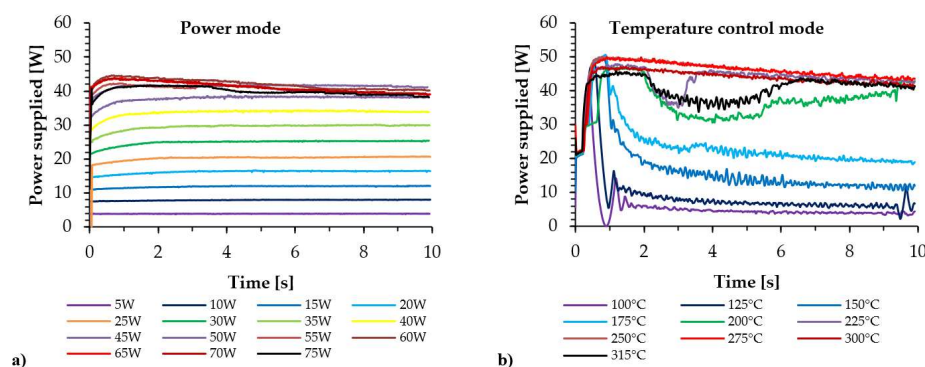 Power mode
Power supplied [W]
60
50
40
30
20
10
0
0 2 4 6 8 10
Time [s]
5W 10W 15W 20W
25W 30W 35W 40W
45W 50W 55W 60W
65W 70W 75W
a)
Temperature control mode
Power supplied [W]
60
50
40
30
20
10
0
0 2 4 6 8 10
Time [s]
100°C 125°C 150°C
175°C 200°C 225°C
250°C 275°C 300°C
315°C
b)